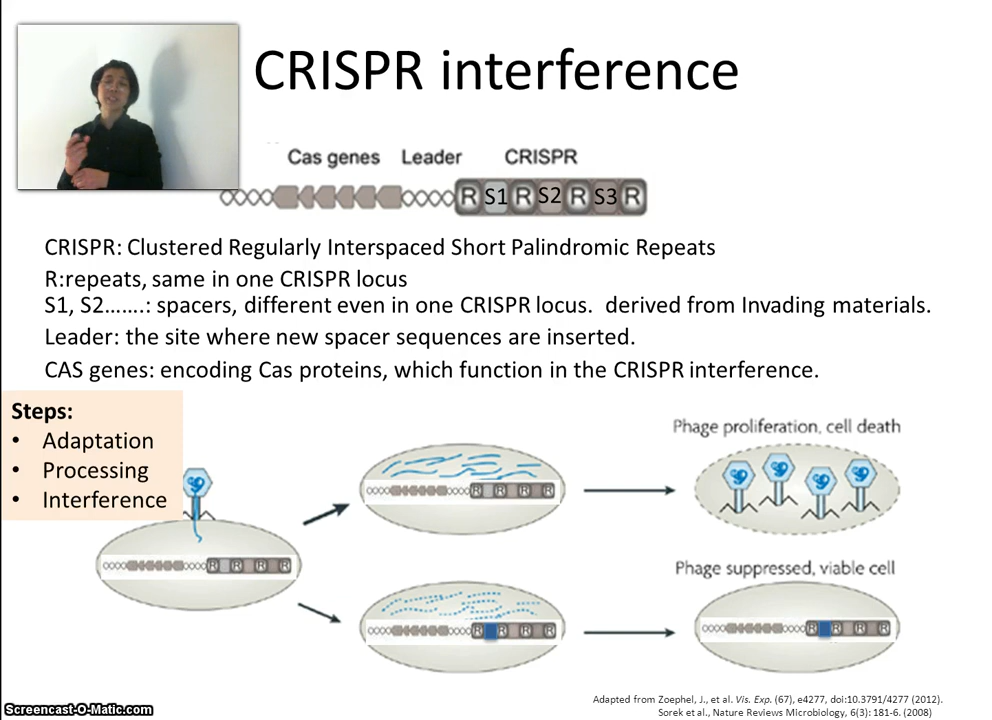 CRISPR interference
Cas genes Leader CRISPR
R S1 R S2 R S3 R
CRISPR: Clustered Regularly Interspaced Short Palindromic Repeats
R:repeats, same in one CRISPR locus
S1, S2…….: spacers, different even in one CRISPR locus.  derived from Invading materials.
Leader: the site where new spacer sequences are inserted.
CAS genes: encoding Cas proteins, which function in the CRISPR interference.
Steps:
• Adaptation
• Processing
• Interference
Phage proliferation, cell death
R R R R
R R R R
Phage suppressed, viable cell
R R R R R
R R R R
Adapted from Zoephel, J., et al. Vis. Exp. (67), e4277, doi:10.3791/4277 (2012).
Sorek et al., Nature Reviews Microbiology, 6(3): 181-6. (2008)
Screencast-O-Matic.com